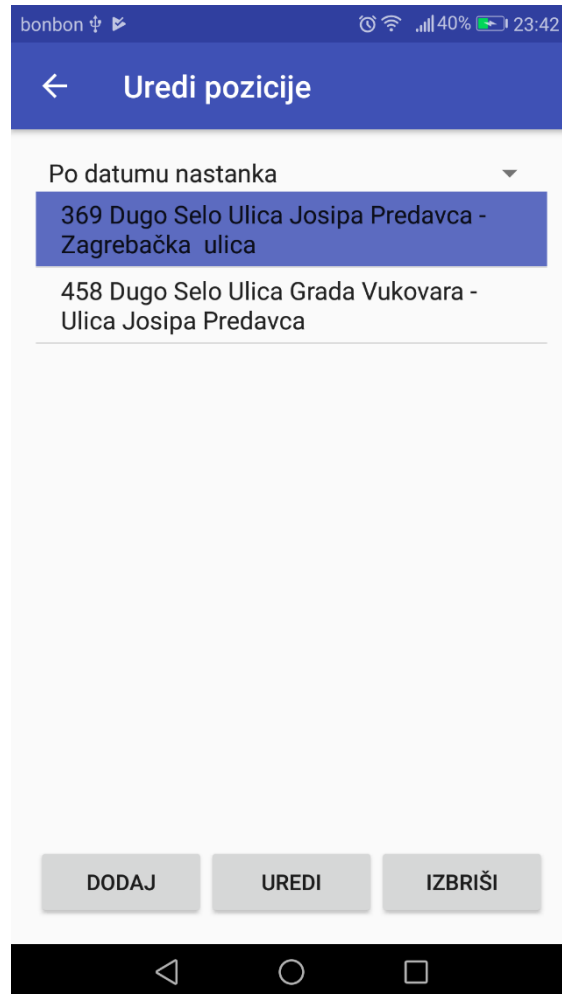 bonbon 40% 23:42
Uredi pozicije
Po datumu nastanka
369 Dugo Selo Ulica Josipa Predavca -
Zagrebačka  ulica
458 Dugo Selo Ulica Grada Vukovara -
Ulica Josipa Predavca
DODAJ UREDI IZBRIŠI